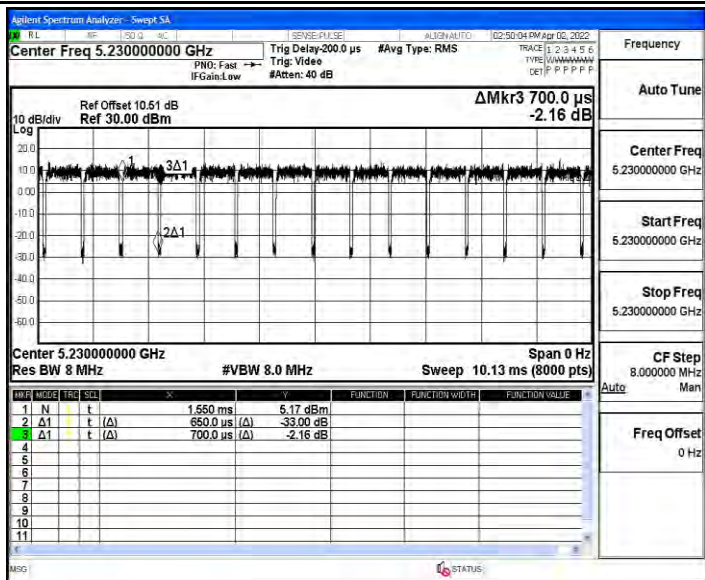 Agilent Spectrum Analyzer - Swept SA
RL RF 50 Ω AC SENSE:PULSE ALIGN AUTO 02:50:04 PM Apr 02, 2022
Center Freq 5.230000000 GHz
PNO: Fast
IFGain:Low
Trig Delay-200.0 µs
Trig: Video
#Atten: 40 dB
#Avg Type: RMS
TRACE 1 2 3 4 5 6
TYPE
DET P P P P P P
Frequency
Auto Tune
Ref Offset 10.51 dB
10 dB/div Ref 30.00 dBm
Log
ΔMkr3 700.0 µs
-2.16 dB
20.0
10.0
0.00
-10.0
-20.0
-30.0
-40.0
-50.0
-60.0
1
3Δ1
2Δ1
Center Freq
5.230000000 GHz
Start Freq
5.230000000 GHz
Stop Freq
5.230000000 GHz
CF Step
8.000000 MHz
Auto Man
Freq Offset
0 Hz
Center 5.230000000 GHz Span 0 Hz
Res BW 8 MHz #VBW 8.0 MHz Sweep 10.13 ms (8000 pts)
MKR MODE TRC SCL X Y FUNCTION FUNCTION WIDTH FUNCTION VALUE
1 N t 1.550 ms 5.17 dBm
2 Δ1 t (Δ) 650.0 µs (Δ) -33.00 dB
3 Δ1 t (Δ) 700.0 µs (Δ) -2.16 dB
4
5
6
7
8
9
10
11
MSG STATUS